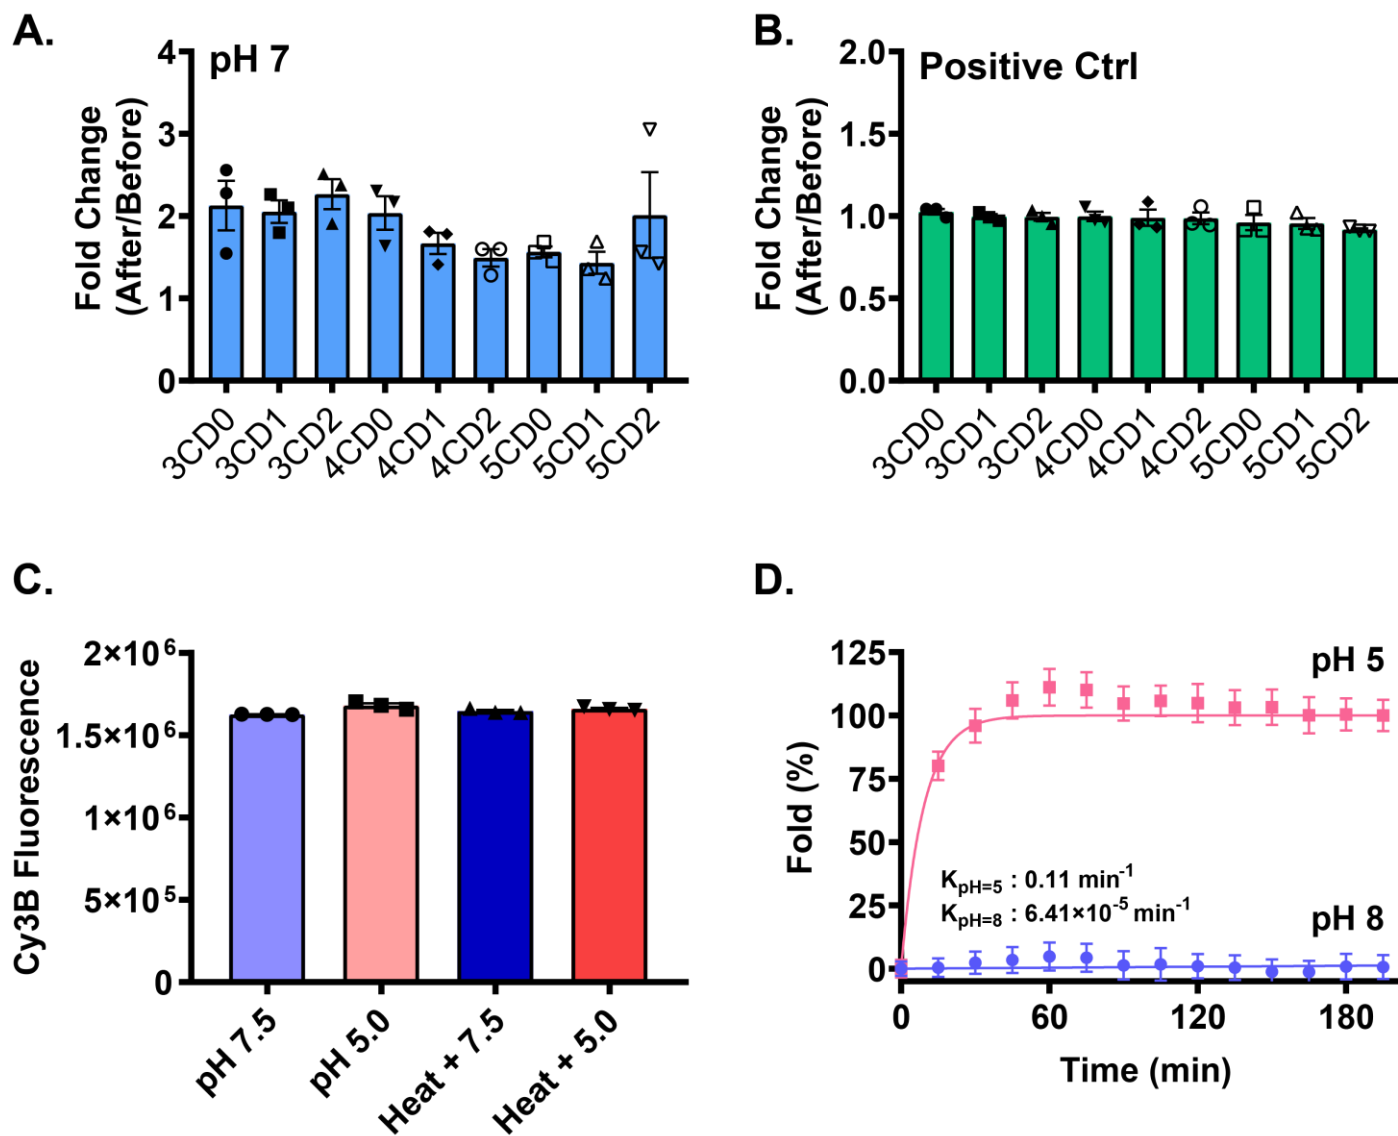 A.
pH 7
Fold Change
(After/Before)
4
3
2
1
0
3CD0
3CD1
3CD2
4CD0
4CD1
4CD2
5CD0
5CD1
5CD2
B.
Positive Ctrl
Fold Change
(After/Before)
2.0
1.5
1.0
0.5
0.0
3CD0
3CD1
3CD2
4CD0
4CD1
4CD2
5CD0
5CD1
5CD2
C.
Cy3B Fluorescence
2×10⁶
1.5×10⁶
1×10⁶
5×10⁵
0
pH 7.5
pH 5.0
Heat + 7.5
Heat + 5.0
D.
Fold (%)
125
100
75
50
25
0
pH 5
K_pH=5 : 0.11 min⁻¹
K_pH=8 : 6.41×10⁻⁵ min⁻¹
pH 8
0
60
120
180
Time (min)